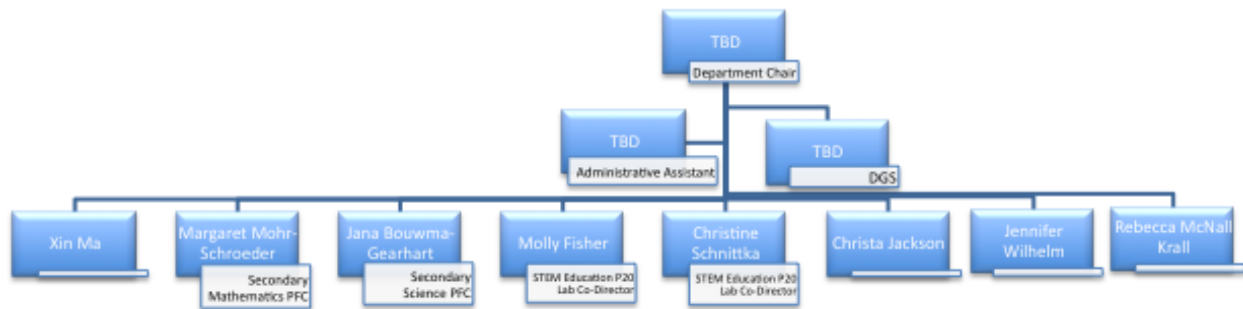 TBD
Department Chair
TBD
Administrative Assistant
TBD
DGS
Xin Ma
Margaret Mohr-
Schroeder
Secondary
Mathematics PFC
Jana Bouwma-
Gearhart
Secondary
Science PFC
Molly Fisher
STEM Education P20
Lab Co-Director
Christine
Schnittka
STEM Education P20
Lab Co-Director
Christa Jackson
Jennifer
Wilhelm
Rebecca McNall
Krall